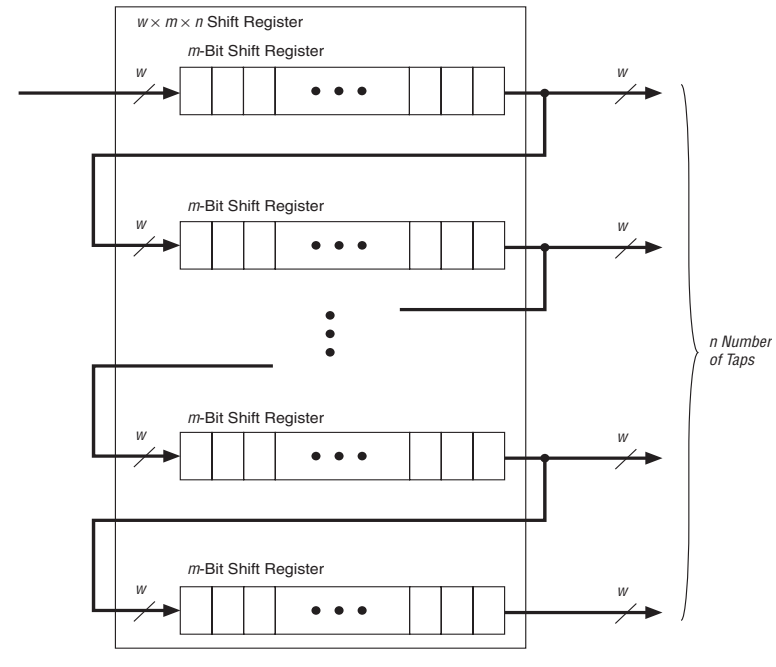 w × m × n Shift Register
m-Bit Shift Register
w
w
m-Bit Shift Register
w
w
n Number
of Taps
m-Bit Shift Register
w
w
m-Bit Shift Register
w
w